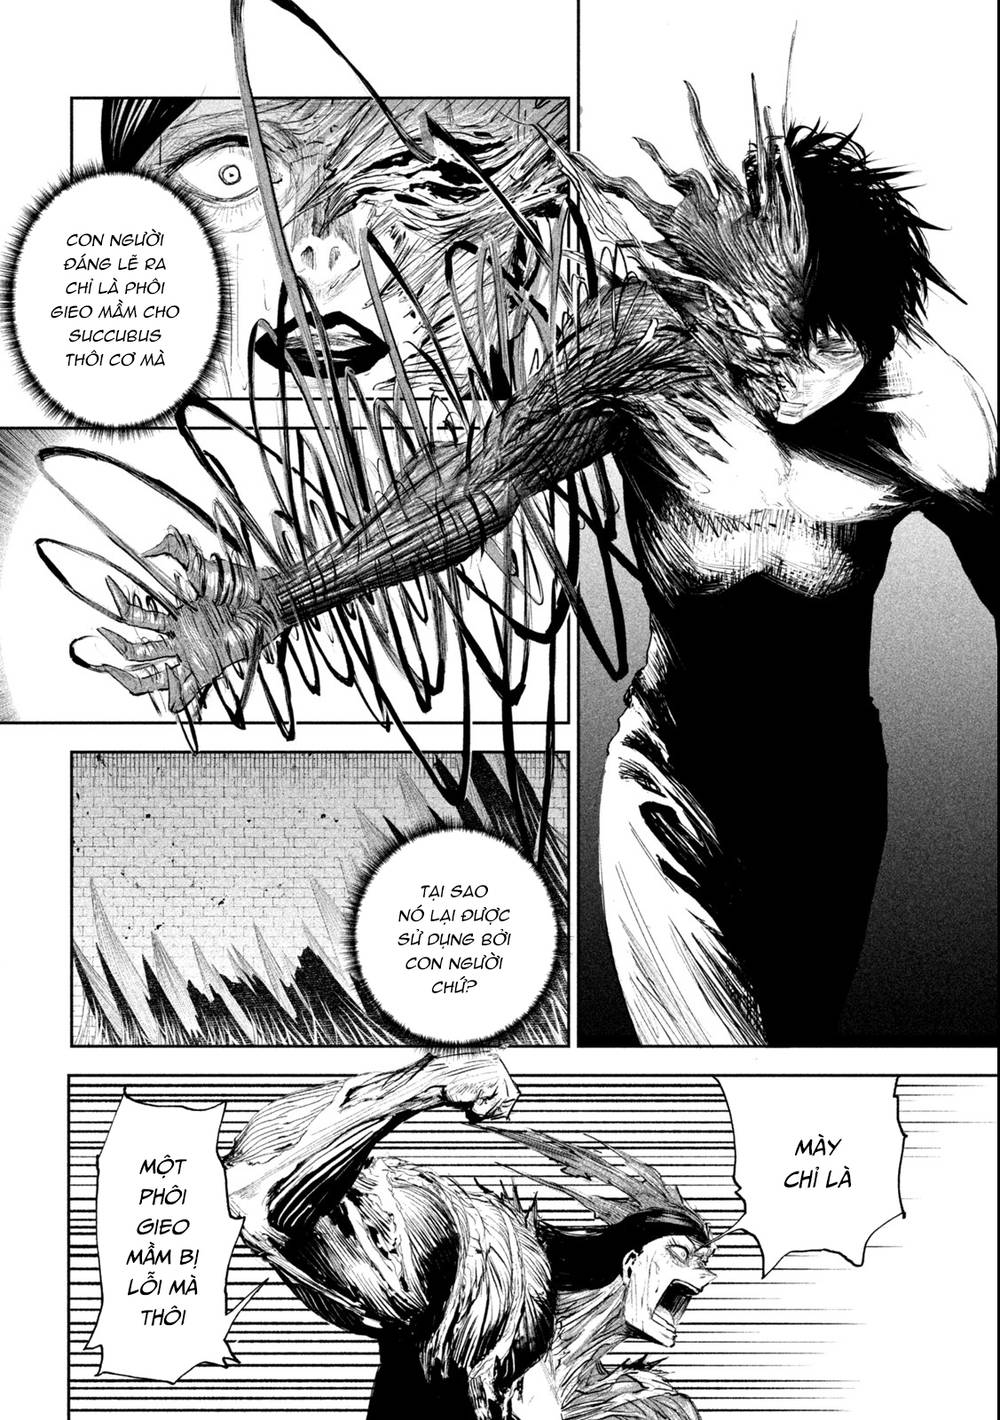 CON NGƯỜI
ĐÁNG LẼ RA
CHỈ LÀ PHÔI
GIEO MẦM CHO
SUCCUBUS
THÔI CƠ MÀ
TẠI SAO
NÓ LẠI ĐƯỢC
SỬ DỤNG BỞI
CON NGƯỜI
CHỨ?
MÀY
CHỈ LÀ
MỘT
PHÔI
GIEO
MẦM BỊ
LỖI MÀ
THÔI